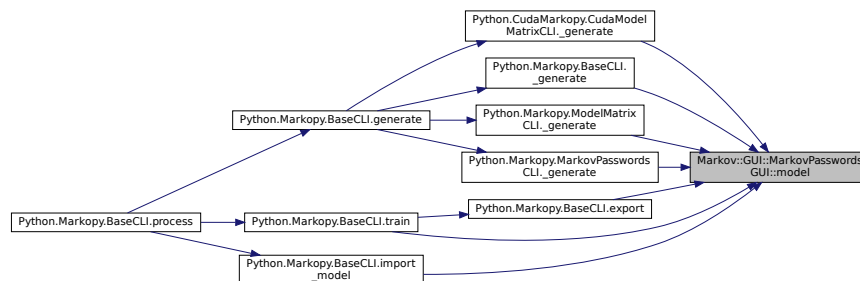 Python.CudaMarkopy.CudaModel
MatrixCLI._generate
Python.Markopy.BaseCLI.
_generate
Python.Markopy.BaseCLI.generate
Python.Markopy.ModelMatrix
CLI._generate
Python.Markopy.MarkovPasswords
CLI._generate
Markov::GUI::MarkovPasswords
GUI::model
Python.Markopy.BaseCLI.export
Python.Markopy.BaseCLI.process
Python.Markopy.BaseCLI.train
Python.Markopy.BaseCLI.import
_model